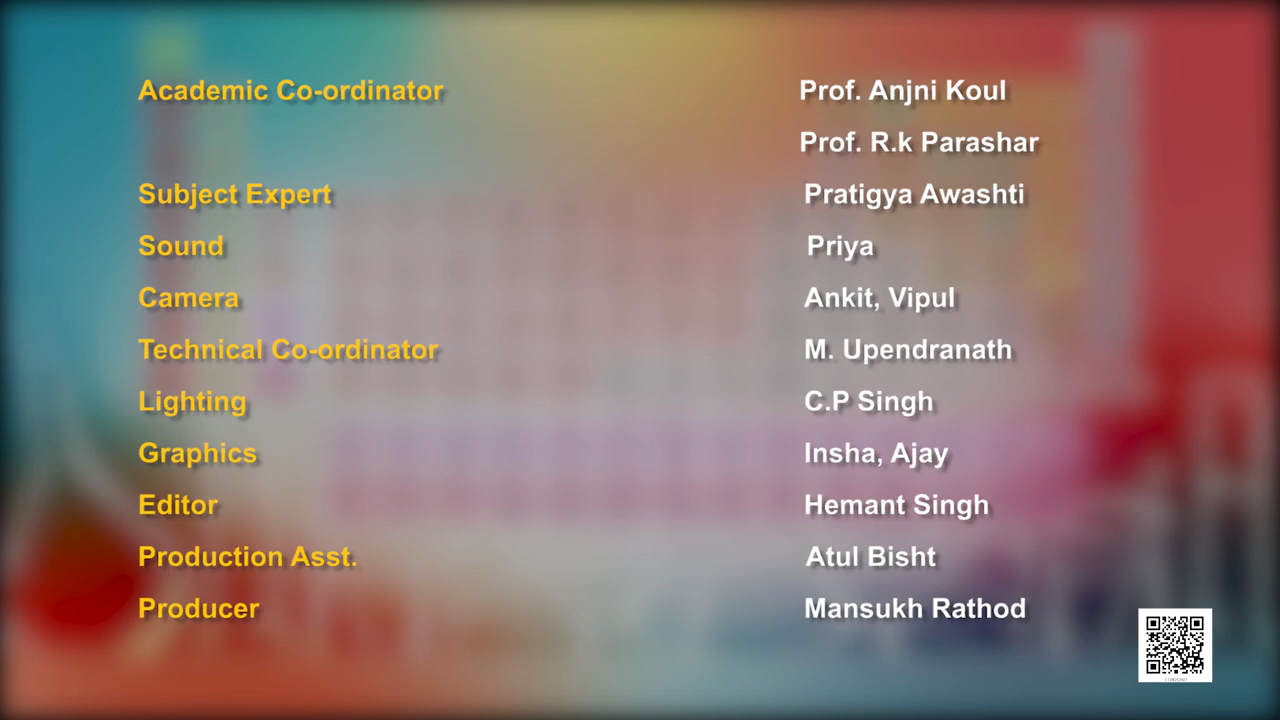 Academic Co-ordinator Prof. Anjni Koul
Prof. R.k Parashar
Subject Expert Pratigya Awashti
Sound Priya
Camera Ankit, Vipul
Technical Co-ordinator M. Upendranath
Lighting C.P Singh
Graphics Insha, Ajay
Editor Hemant Singh
Production Asst. Atul Bisht
Producer Mansukh Rathod